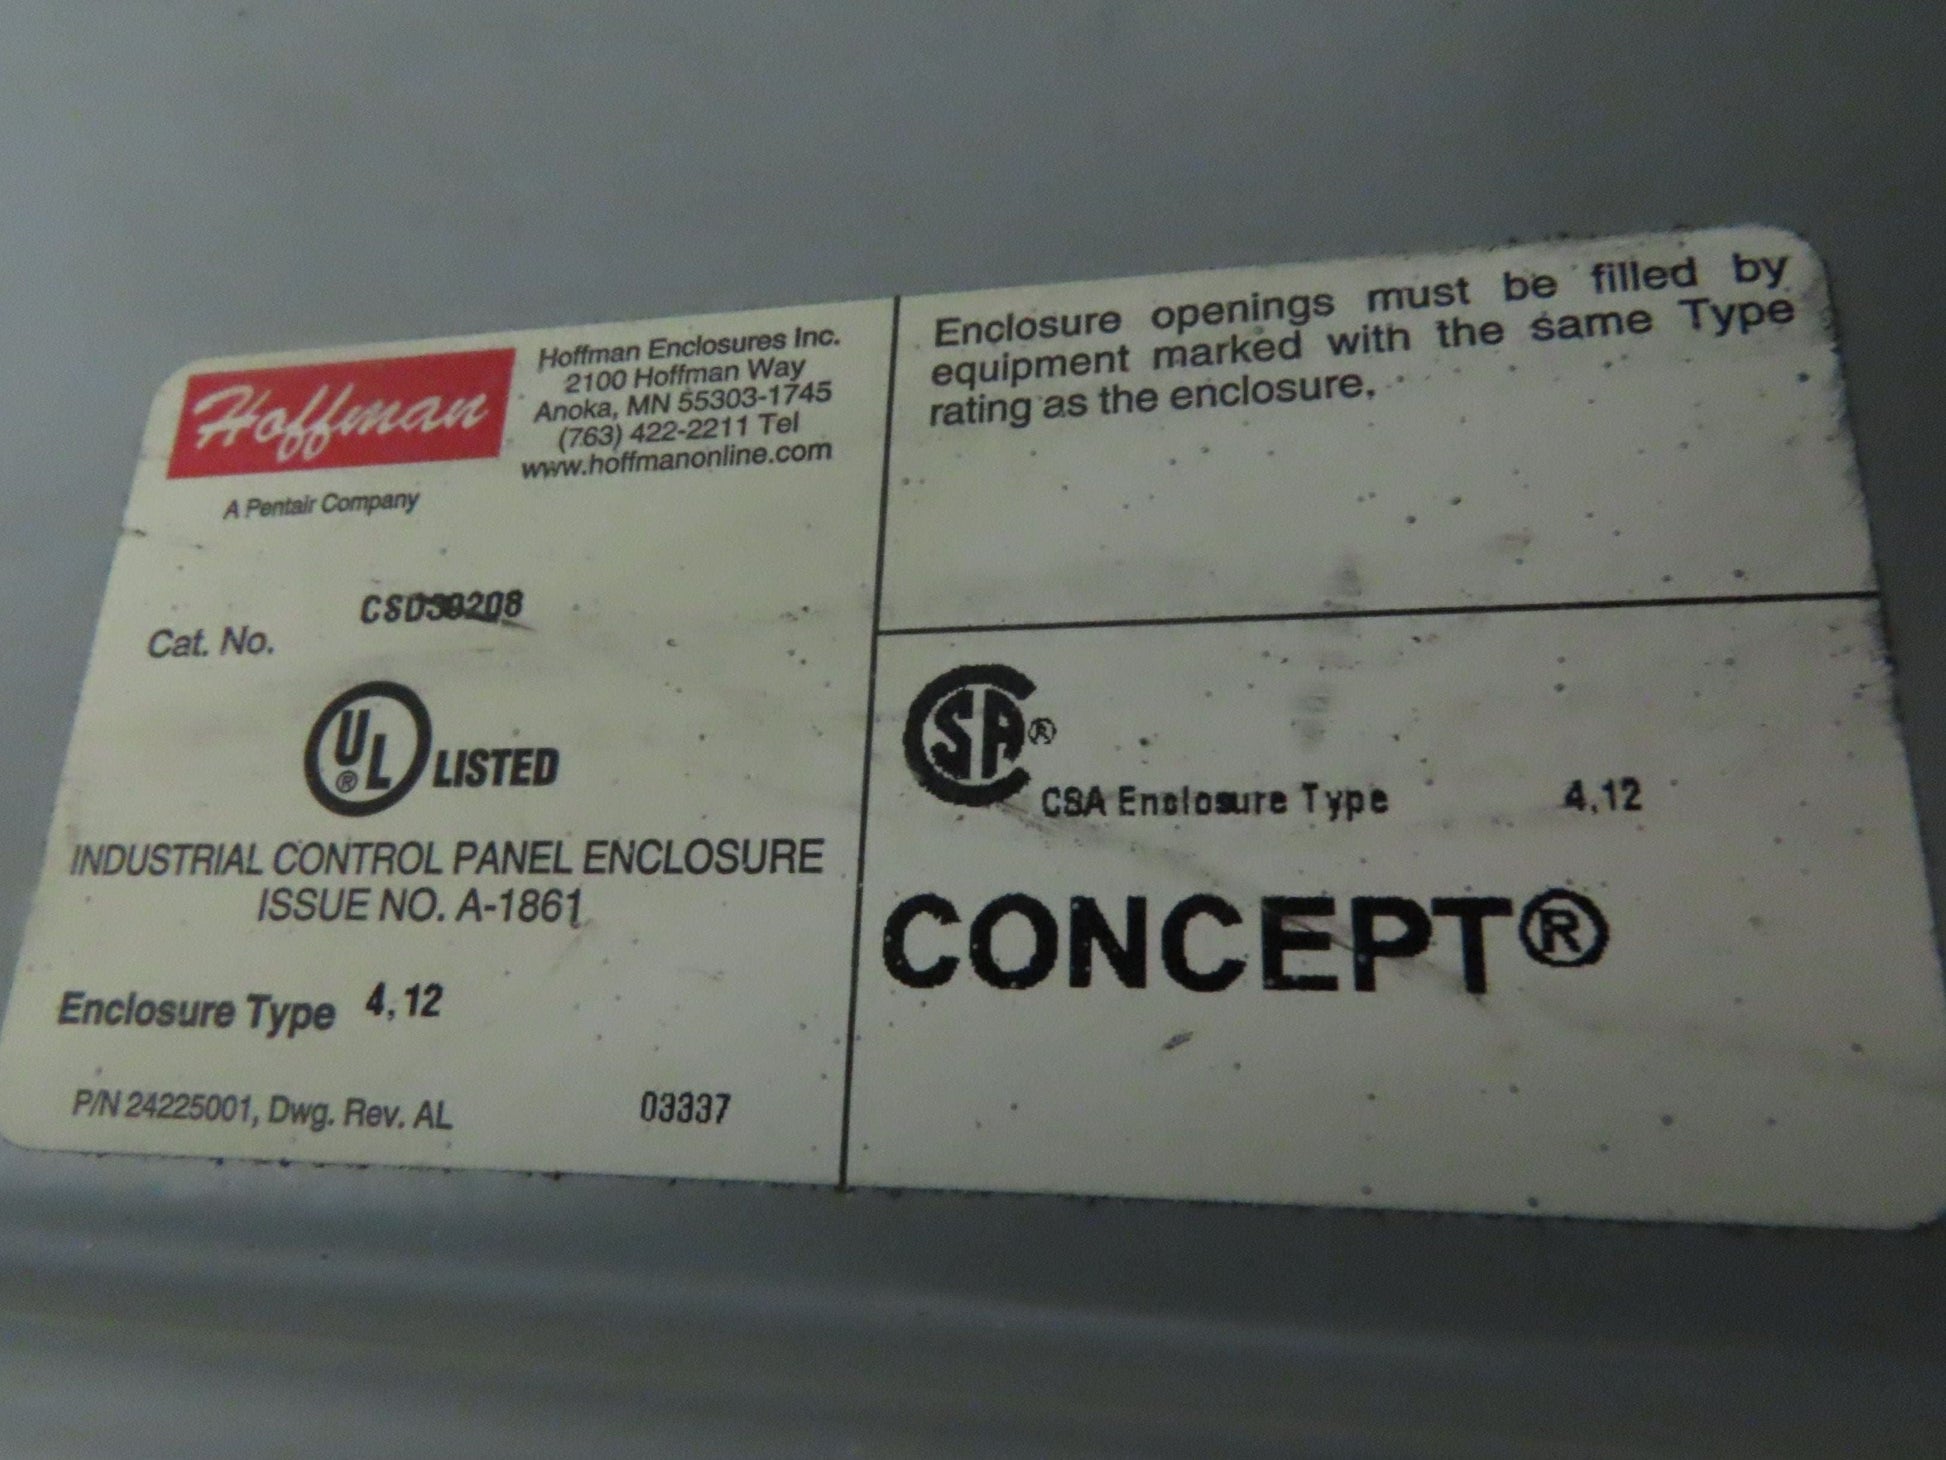 Hoffman
A Pentair Company
Hoffman Enclosures Inc.
2100 Hoffman Way
Anoka, MN 55303-1745
(763) 422-2211 Tel
www.hoffmanonline.com
Cat. No. CSD30208
UL® LISTED
INDUSTRIAL CONTROL PANEL ENCLOSURE
ISSUE NO. A-1861
Enclosure Type 4,12
P/N 24225001, Dwg. Rev. AL 03337
Enclosure openings must be filled by
equipment marked with the same Type
rating as the enclosure.
CSA®
CSA Enclosure Type 4,12
CONCEPT®